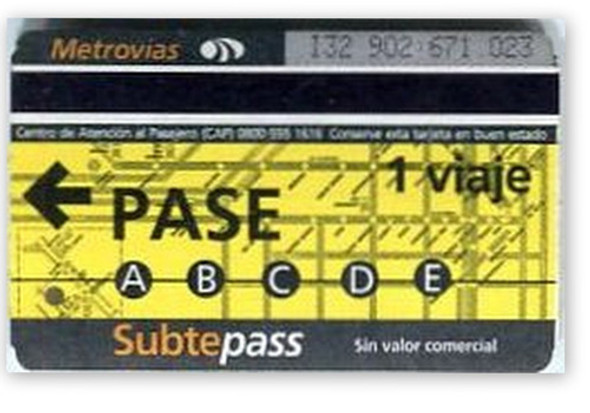 Metrovias 132 902 671 023
Centro de Atención al Pasajero (CAP) 0800 555 1616 Conserve esta tarjeta en buen estado
1 viaje
PASE
A B C D E
Subtepass Sin valor comercial